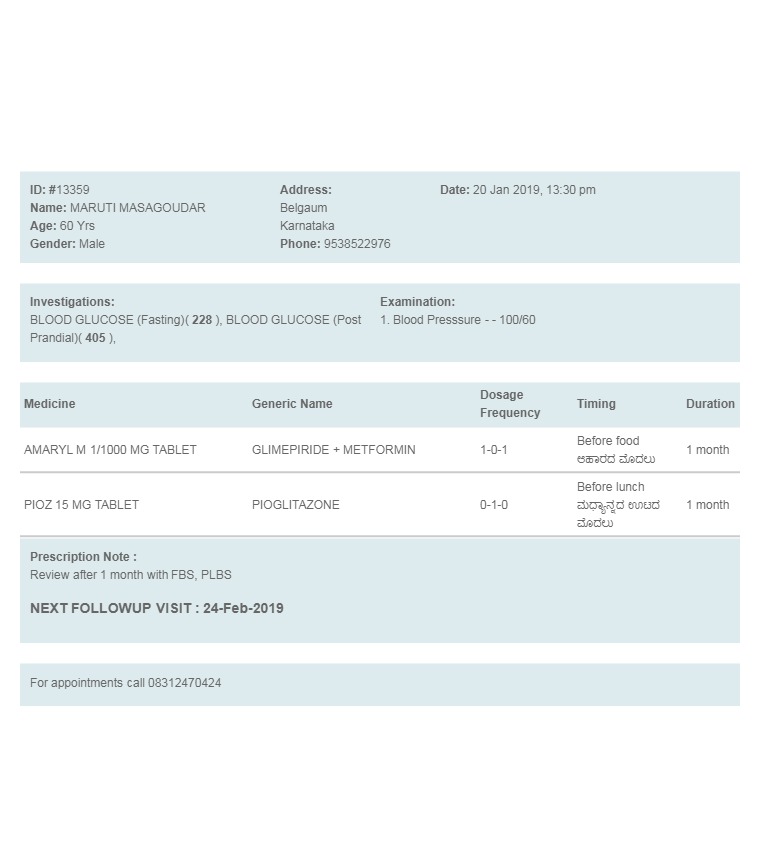 ID: #13359 Address: Date: 20 Jan 2019, 13:30 pm
Name: MARUTI MASAGOUDAR Belgaum
Age: 60 Yrs Karnataka
Gender: Male Phone: 9538522976
Investigations: Examination:
BLOOD GLUCOSE (Fasting)( 228 ), BLOOD GLUCOSE (Post 1. Blood Presssure - - 100/60
Prandial)( 405 ),
Medicine Generic Name Dosage Frequency Timing Duration
AMARYL M 1/1000 MG TABLET GLIMEPIRIDE + METFORMIN 1-0-1 Before food 1 month
ಆಹಾರದ ಮೊದಲು
PIOZ 15 MG TABLET PIOGLITAZONE 0-1-0 Before lunch 1 month
ಮಧ್ಯಾನ್ನದ ಊಟದ
ಮೊದಲು
Prescription Note :
Review after 1 month with FBS, PLBS
NEXT FOLLOWUP VISIT : 24-Feb-2019
For appointments call 08312470424